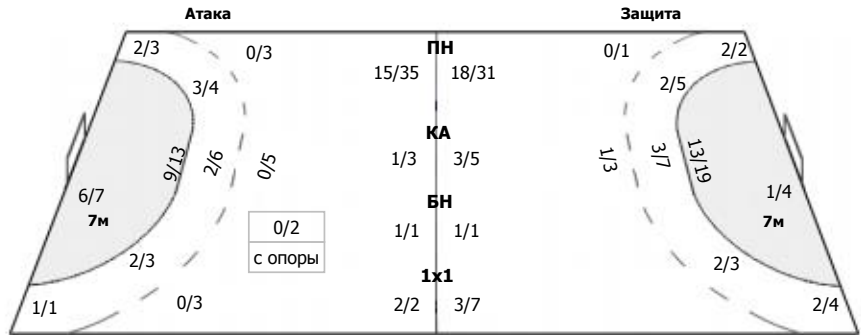 Атака Защита
2/3 0/3 ПН 0/1 2/2
15/35 18/31
3/4 2/5
КА
9/13 2/6 0/5 1/3 3/5 1/3 3/7 13/19
6/7 БН 1/4
7м 7м
0/2 1/1 1/1
с опоры
2/3 2/3
1х1
1/1 0/3 2/2 3/7 2/4